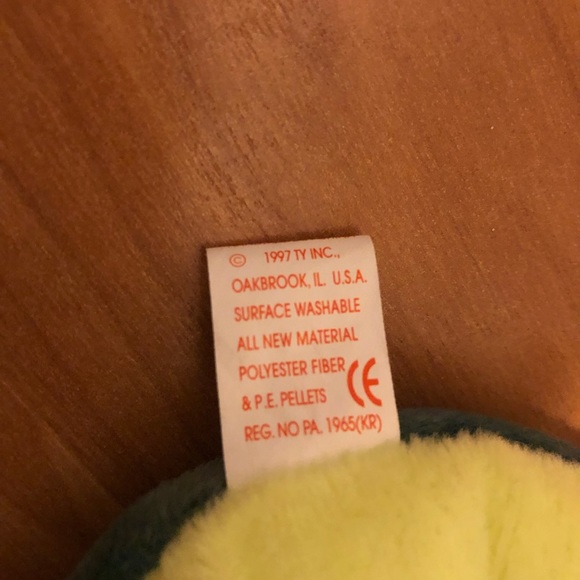 © 1997 TY INC.,
OAKBROOK, IL. U.S.A.
SURFACE WASHABLE
ALL NEW MATERIAL
POLYESTER FIBER
& P.E. PELLETS CE
REG. NO PA. 1965(KR)